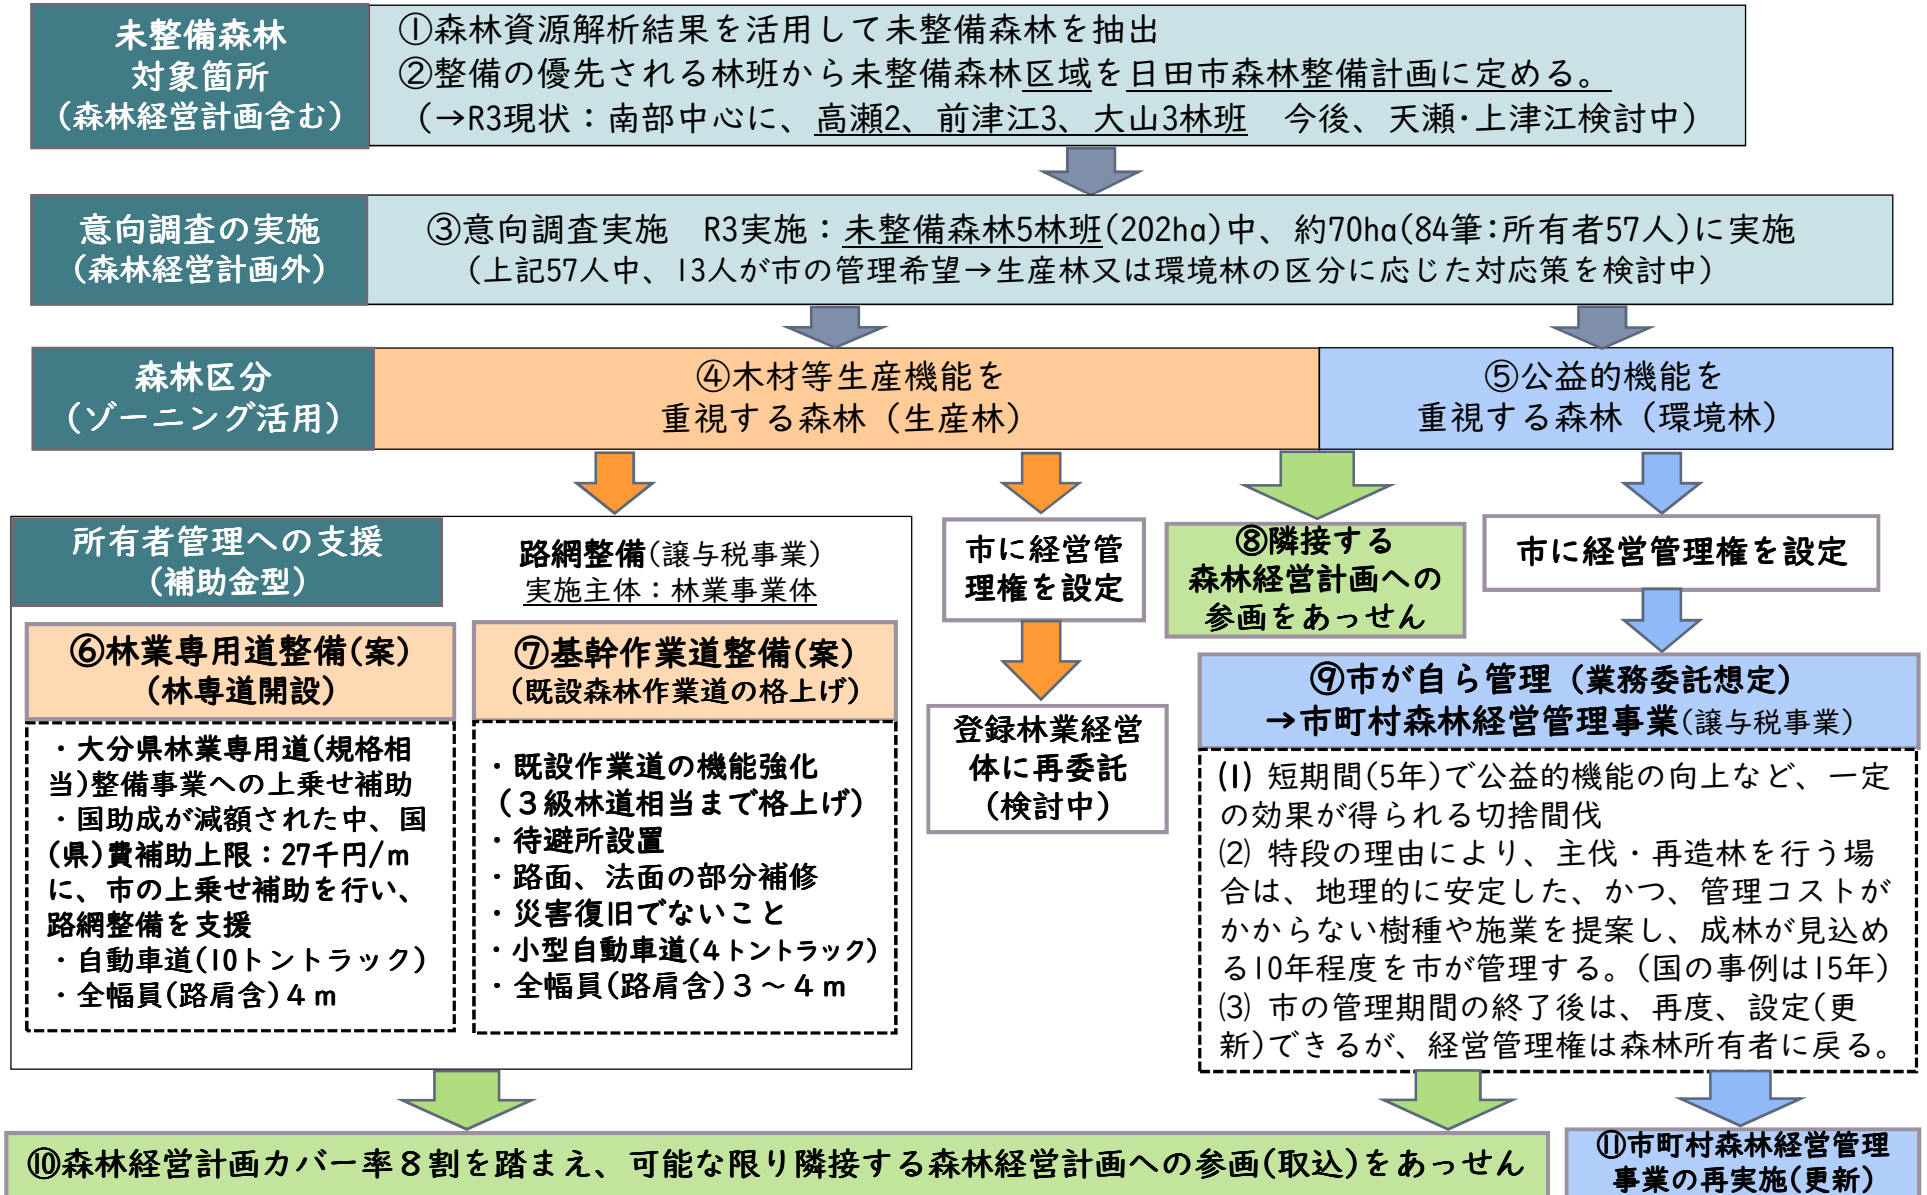 未整備森林
対象箇所
（森林経営計画含む）
①森林資源解析結果を活用して未整備森林を抽出
②整備の優先される林班から未整備森林区域を日田市森林整備計画に定める。
（→R3現状：南部中心に、高瀬2、前津江3、大山3林班　今後、天瀬･上津江検討中）
意向調査の実施
（森林経営計画外）
③意向調査実施　R3実施：未整備森林5林班(202ha)中、約70ha(84筆:所有者57人)に実施
（上記57人中、13人が市の管理希望→生産林又は環境林の区分に応じた対応策を検討中）
森林区分
（ゾーニング活用）
④木材等生産機能を
重視する森林（生産林）
⑤公益的機能を
重視する森林（環境林）
所有者管理への支援
（補助金型）
路網整備(譲与税事業)
実施主体：林業事業体
⑥林業専用道整備(案)
（林専道開設）
・大分県林業専用道(規格相
当)整備事業への上乗せ補助
・国助成が減額された中、国
(県)費補助上限：27千円/m
に、市の上乗せ補助を行い、
路網整備を支援
・自動車道(10トントラック)
・全幅員(路肩含)４ｍ
⑦基幹作業道整備(案)
（既設森林作業道の格上げ）
・既設作業道の機能強化
（３級林道相当まで格上げ）
・待避所設置
・路面、法面の部分補修
・災害復旧でないこと
・小型自動車道(４トントラック)
・全幅員(路肩含)３～４ｍ
市に経営管
理権を設定
登録林業経営
体に再委託
（検討中）
⑧隣接する
森林経営計画への
参画をあっせん
市に経営管理権を設定
⑨市が自ら管理（業務委託想定）
→市町村森林経営管理事業(譲与税事業)
(1) 短期間(5年)で公益的機能の向上など、一定
の効果が得られる切捨間伐
⑵ 特段の理由により、主伐・再造林を行う場
合は、地理的に安定した、かつ、管理コストが
かからない樹種や施業を提案し、成林が見込め
る10年程度を市が管理する。(国の事例は15年)
⑶ 市の管理期間の終了後は、再度、設定(更
新)できるが、経営管理権は森林所有者に戻る。
⑩森林経営計画カバー率８割を踏まえ、可能な限り隣接する森林経営計画への参画(取込)をあっせん
⑪市町村森林経営管理
事業の再実施(更新)